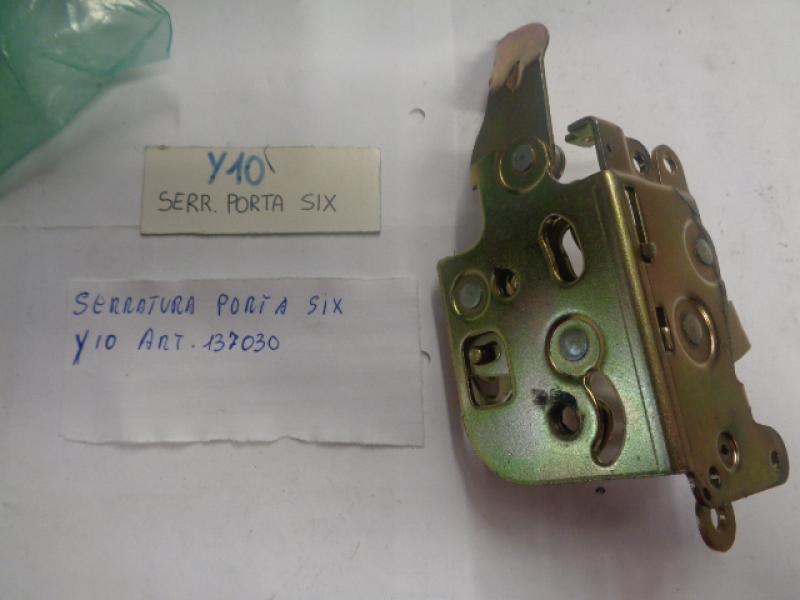 Y10
SERR. PORTA SIX
SERRATURA PORTA SIX
Y10 ART. 137030